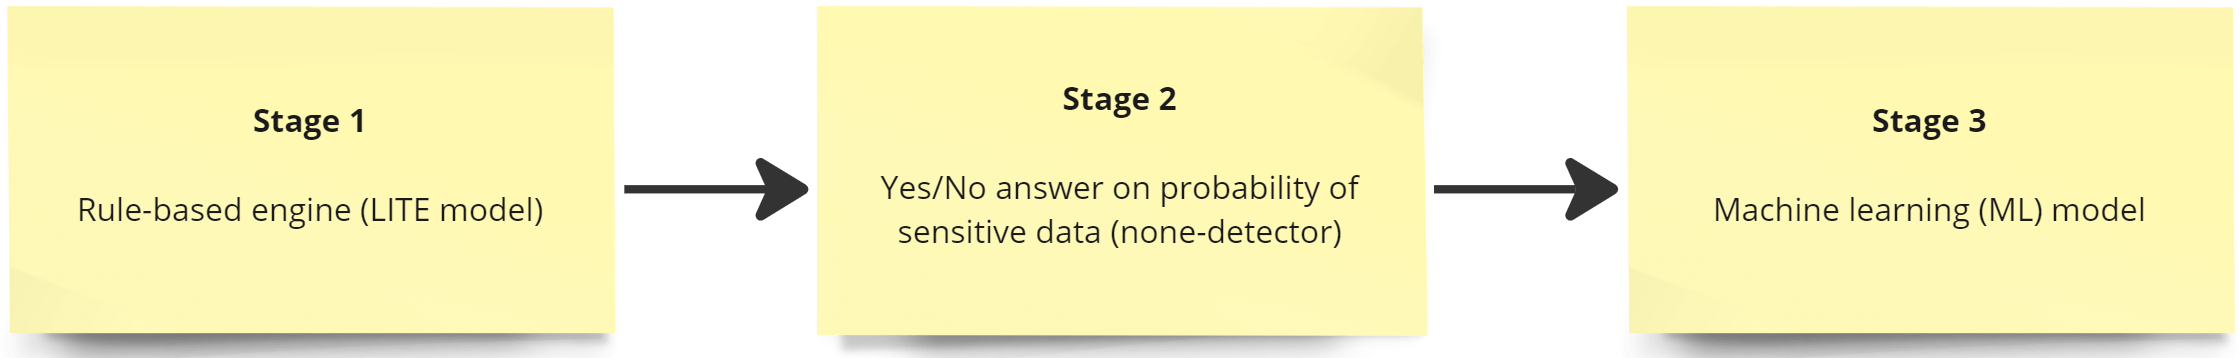 Stage 1
Rule-based engine (LITE model)
Stage 2
Yes/No answer on probability of
sensitive data (none-detector)
Stage 3
Machine learning (ML) model